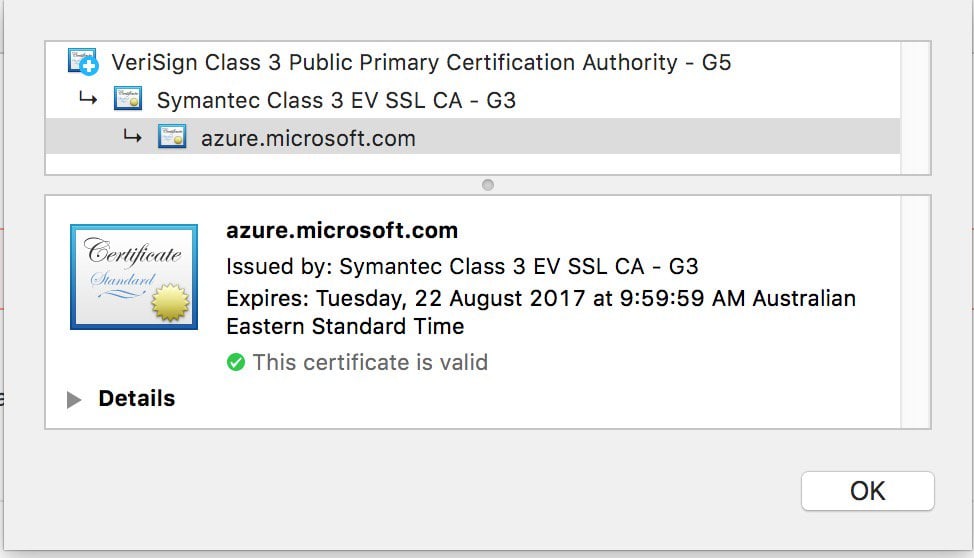 VeriSign Class 3 Public Primary Certification Authority - G5
Symantec Class 3 EV SSL CA - G3
azure.microsoft.com
Certificate
Standard
azure.microsoft.com
Issued by: Symantec Class 3 EV SSL CA - G3
Expires: Tuesday, 22 August 2017 at 9:59:59 AM Australian
Eastern Standard Time
This certificate is valid
Details
OK